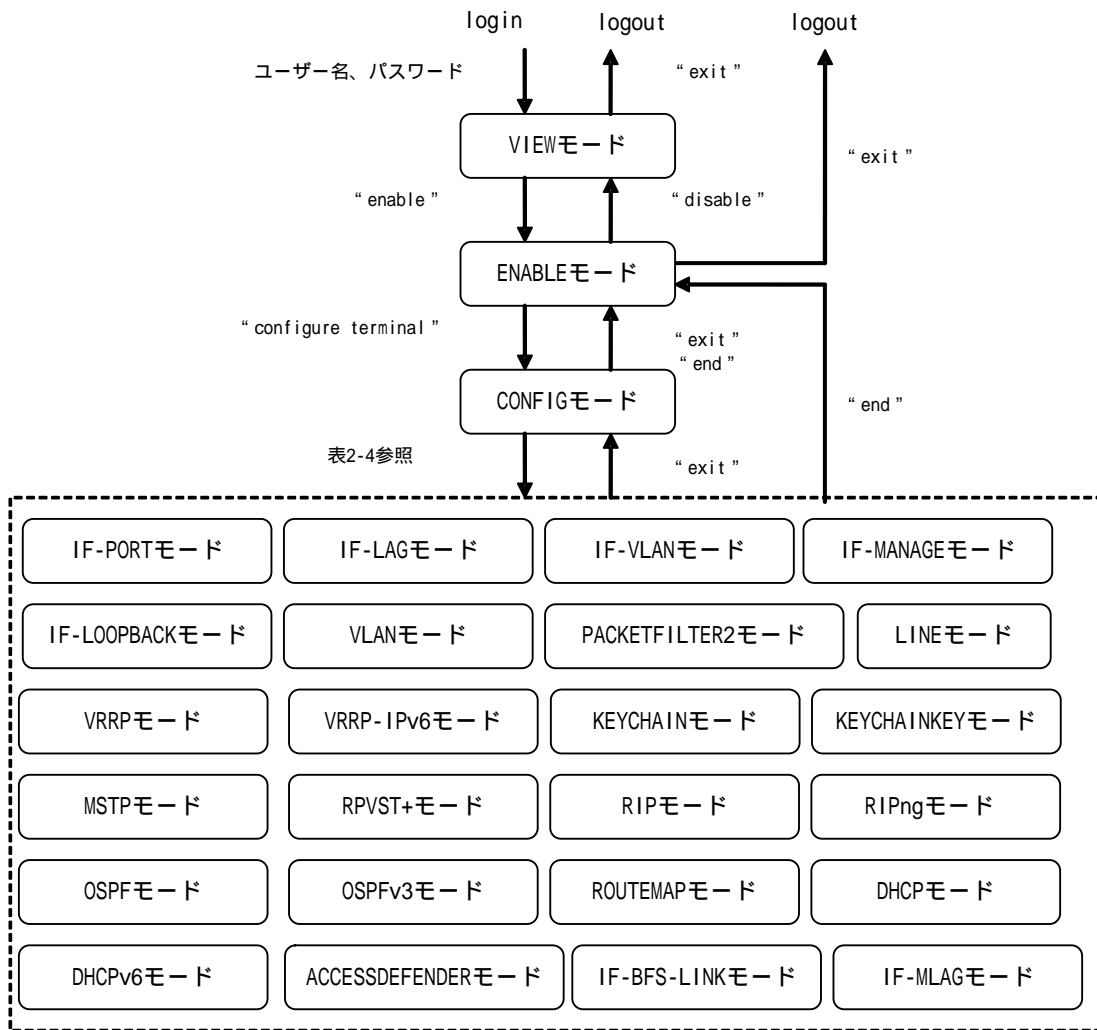 login
logout
logout
ユーザー名、パスワード
“exit”
VIEWモード
“exit”
“enable”
“disable”
ENABLEモード
“configure terminal”
“exit”
“end”
CONFIGモード
“end”
表2-4参照
“exit”
IF-PORTモード
IF-LAGモード
IF-VLANモード
IF-MANAGEモード
IF-LOOPBACKモード
VLANモード
PACKETFILTER2モード
LINEモード
VRRPモード
VRRP-IPv6モード
KEYCHAINモード
KEYCHAINKEYモード
MSTPモード
RPVST+モード
RIPモード
RIPngモード
OSPFモード
OSPFv3モード
ROUTEMAPモード
DHCPモード
DHCPv6モード
ACCESSDEFENDERモード
IF-BFS-LINKモード
IF-MLAGモード